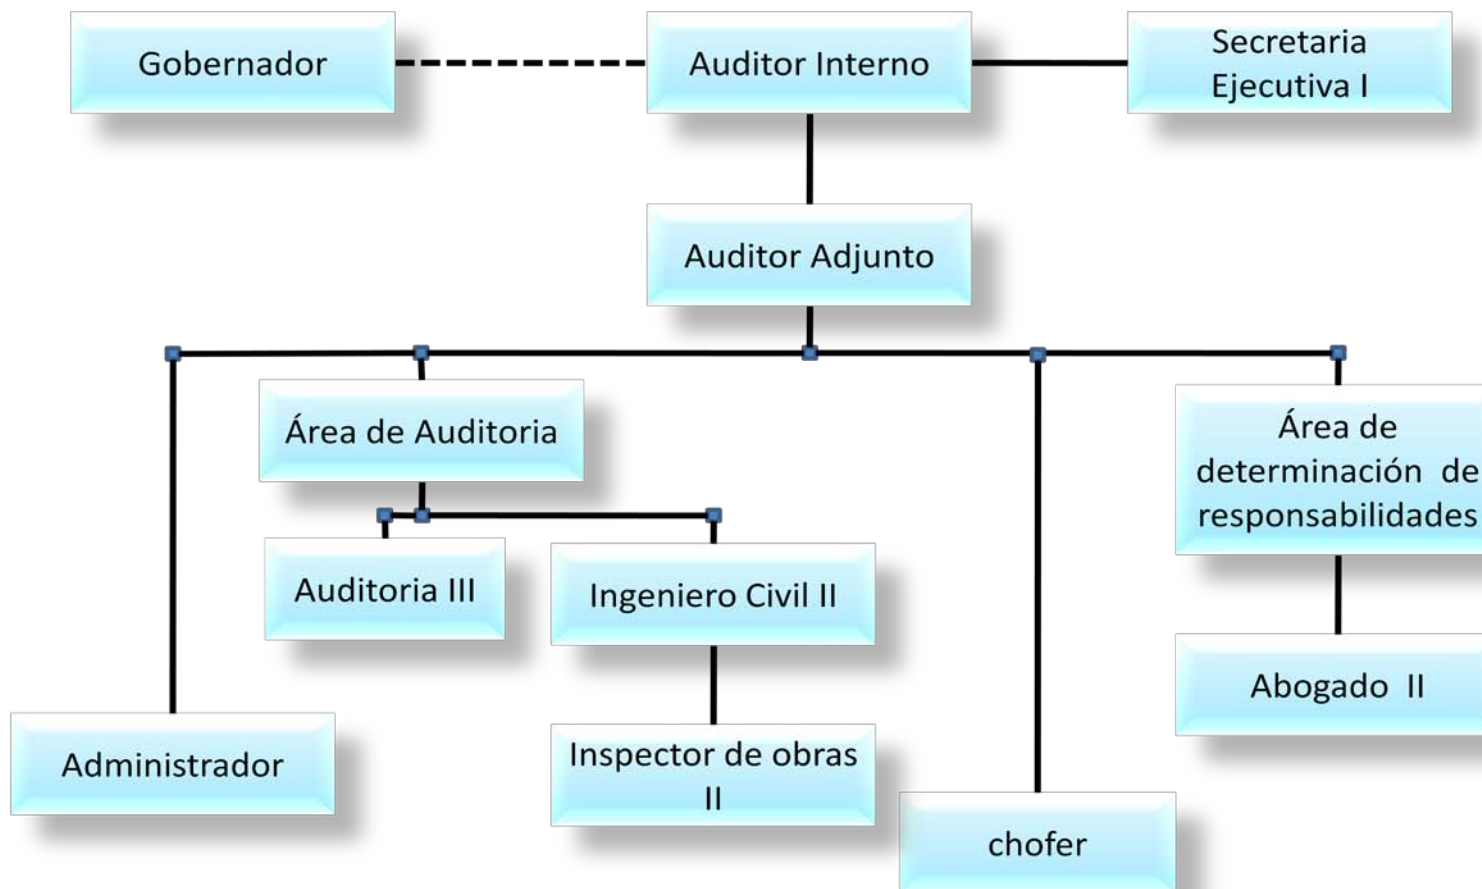 Gobernador
Auditor Interno
Secretaria
Ejecutiva I
Auditor Adjunto
Área de Auditoria
Área de
determinación de
responsabilidades
Auditoria III
Ingeniero Civil II
Abogado II
Administrador
Inspector de obras
II
chofer